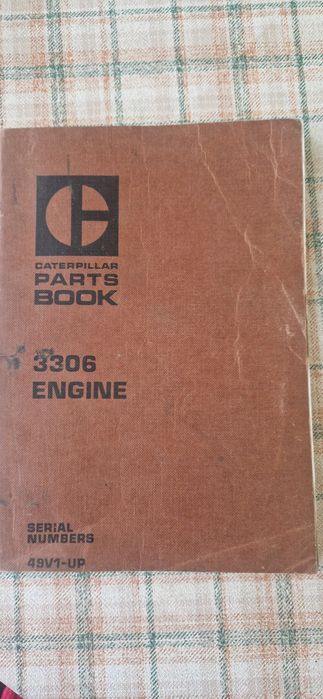 CATERPILLAR
PARTS
BOOK
3306
ENGINE
SERIAL
NUMBERS
49V1-UP